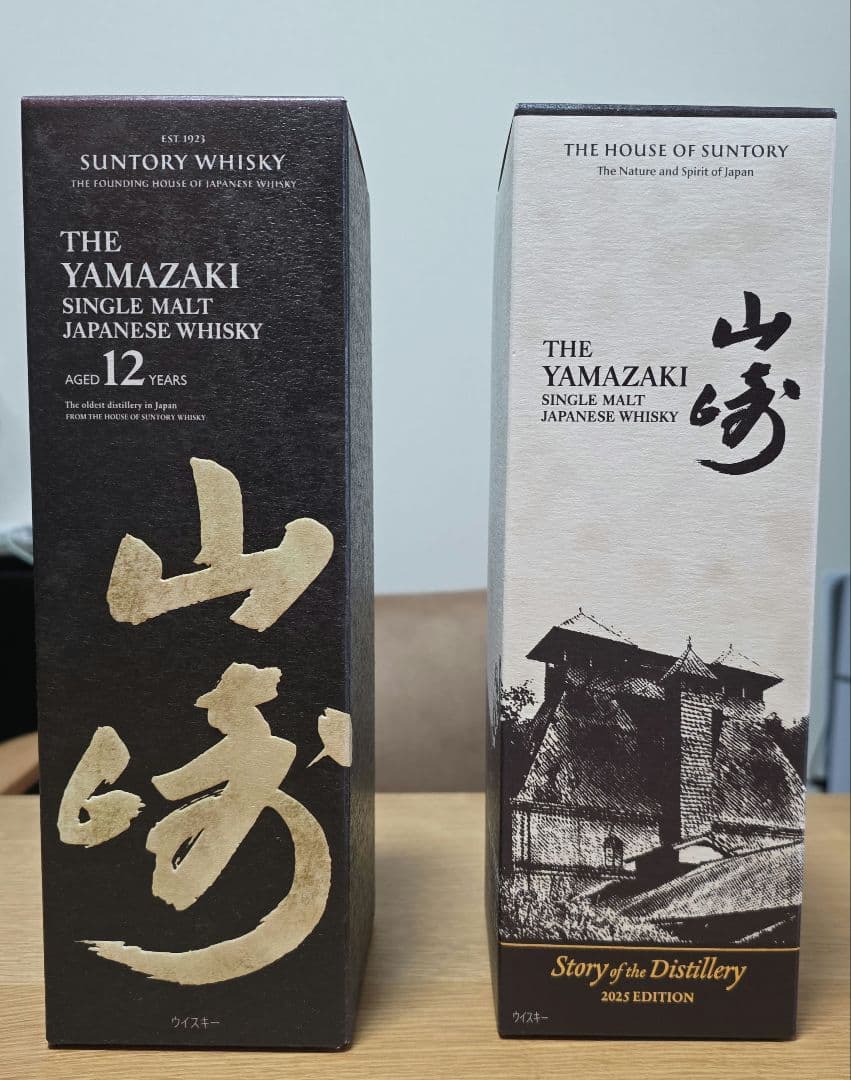 EST. 1923
SUNTORY WHISKY
THE FOUNDING HOUSE OF JAPANESE WHISKY
THE
YAMAZAKI
SINGLE MALT
JAPANESE WHISKY
AGED 12 YEARS
The oldest distillery in Japan
FROM THE HOUSE OF SUNTORY WHISKY
山
崎
ウイスキー
THE HOUSE OF SUNTORY
The Nature and Spirit of Japan
山
崎
THE
YAMAZAKI
SINGLE MALT
JAPANESE WHISKY
Story of the Distillery
2025 EDITION
ウイスキー